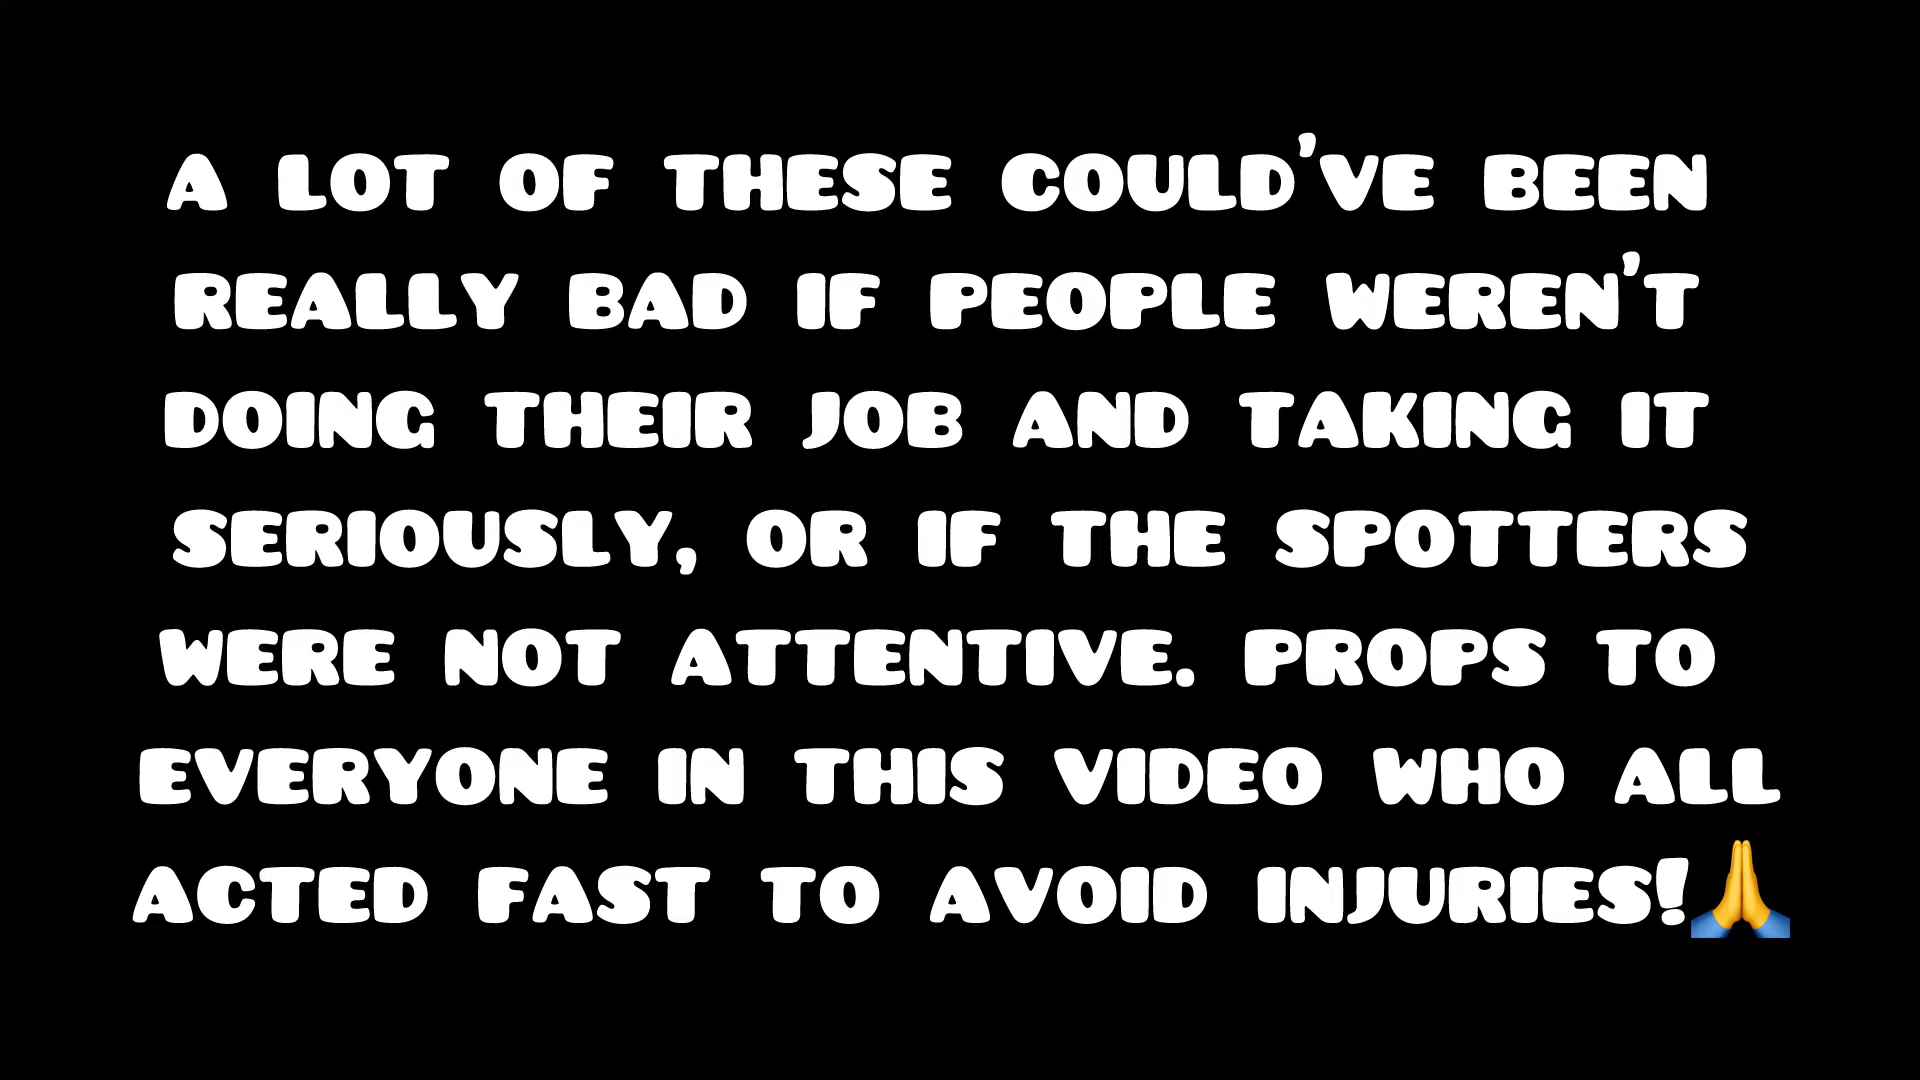 A LOT OF THESE COULD'VE BEEN
REALLY BAD IF PEOPLE WEREN'T
DOING THEIR JOB AND TAKING IT
SERIOUSLY, OR IF THE SPOTTERS
WERE NOT ATTENTIVE. PROPS TO
EVERYONE IN THIS VIDEO WHO ALL
ACTED FAST TO AVOID INJURIES!🙏